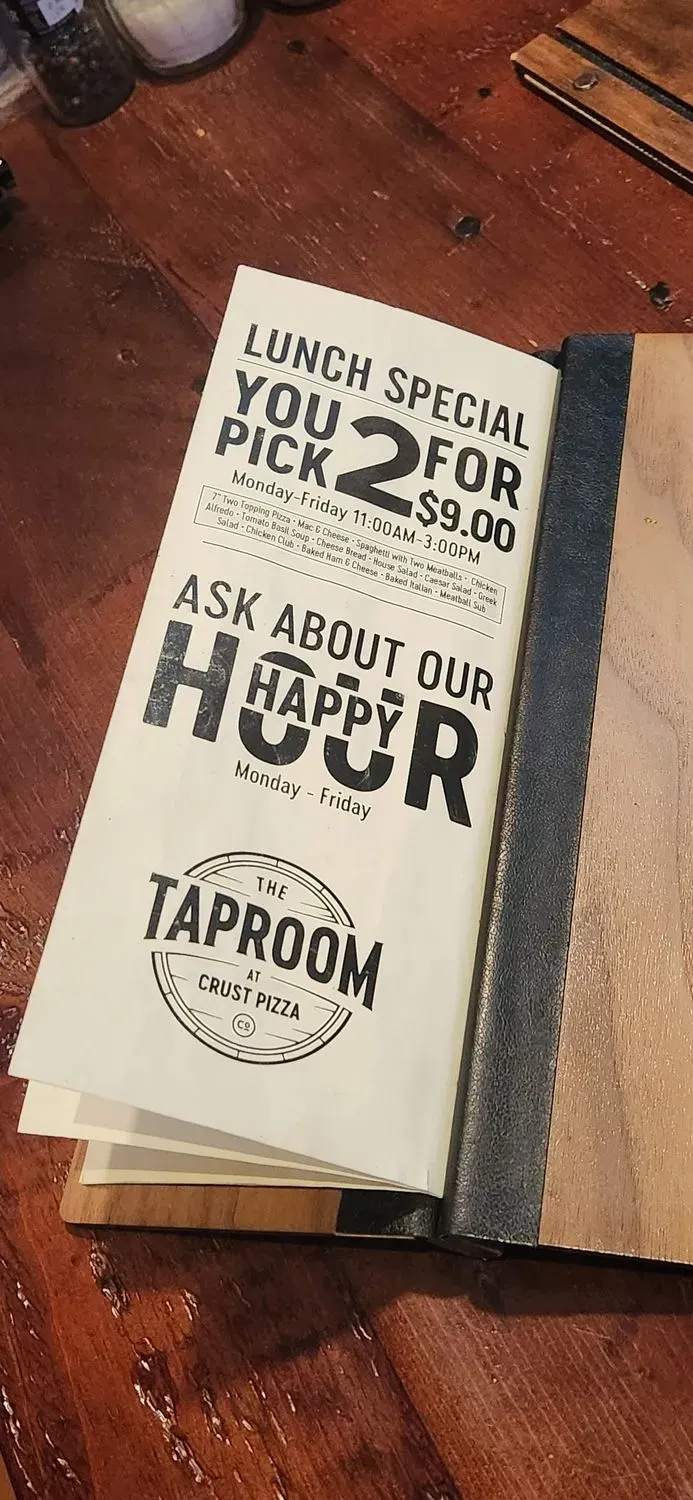 LUNCH SPECIAL
YOU PICK 2 FOR $9.00
Monday-Friday 11:00AM-3:00PM
7" Two Topping Pizza • Mac & Cheese • Spaghetti with Two Meatballs • Chicken
Alfredo • Tomato Basil Soup • Cheese Bread • House Salad • Caesar Salad • Greek
Salad • Chicken Club • Baked Ham & Cheese • Baked Italian • Meatball Sub
ASK ABOUT OUR
HAPPY
HOUR
Monday - Friday
THE
TAPROOM
AT
CRUST PIZZA
CO